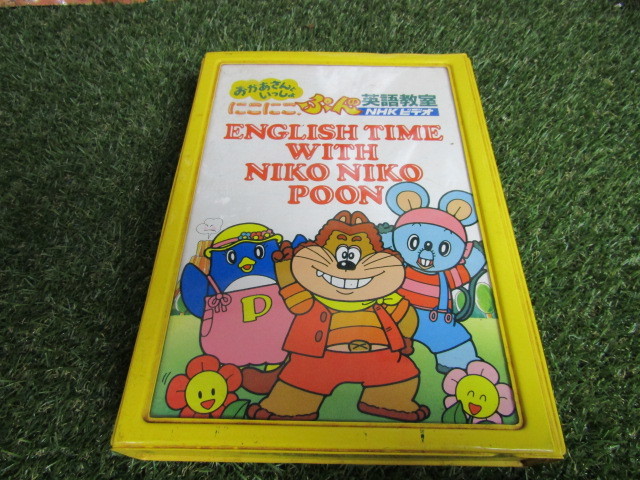 おかあさんと
いっしょ
にこにこ、ぷん 英語教室
NHKビデオ
ENGLISH TIME
WITH
NIKO NIKO
POON
P